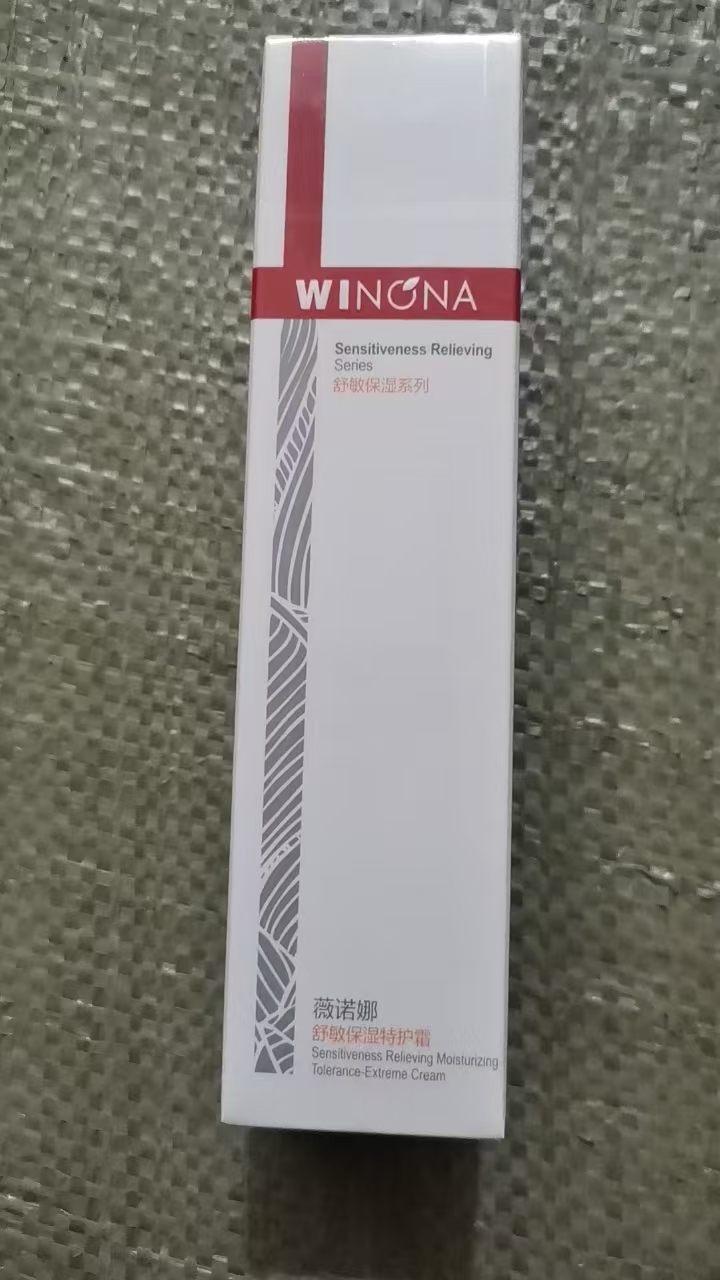 WINONA
Sensitiveness Relieving
Series
舒敏保湿系列
薇诺娜
舒敏保湿特护霜
Sensitiveness Relieving Moisturizing
Tolerance-Extreme Cream